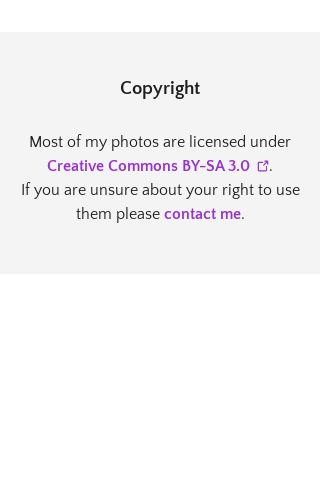 Copyright
Most of my photos are licensed under
Creative Commons BY-SA 3.0 .
If you are unsure about your right to use
them please contact me.